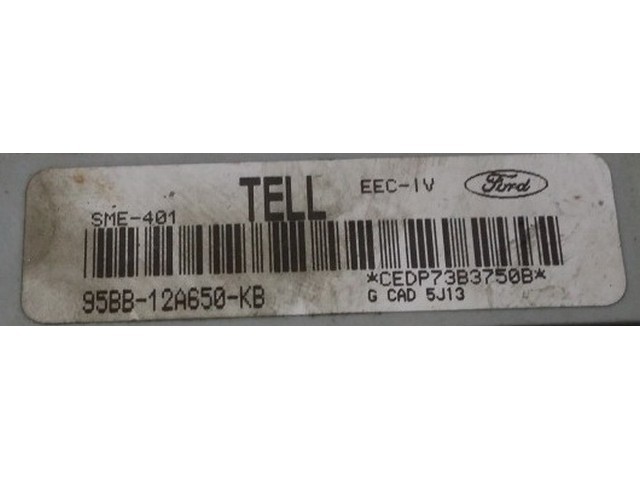 TELL EEC-IV Ford
SME-401
*CEDP73B3750B*
95BB-12A650-KB
G CAD 5J13